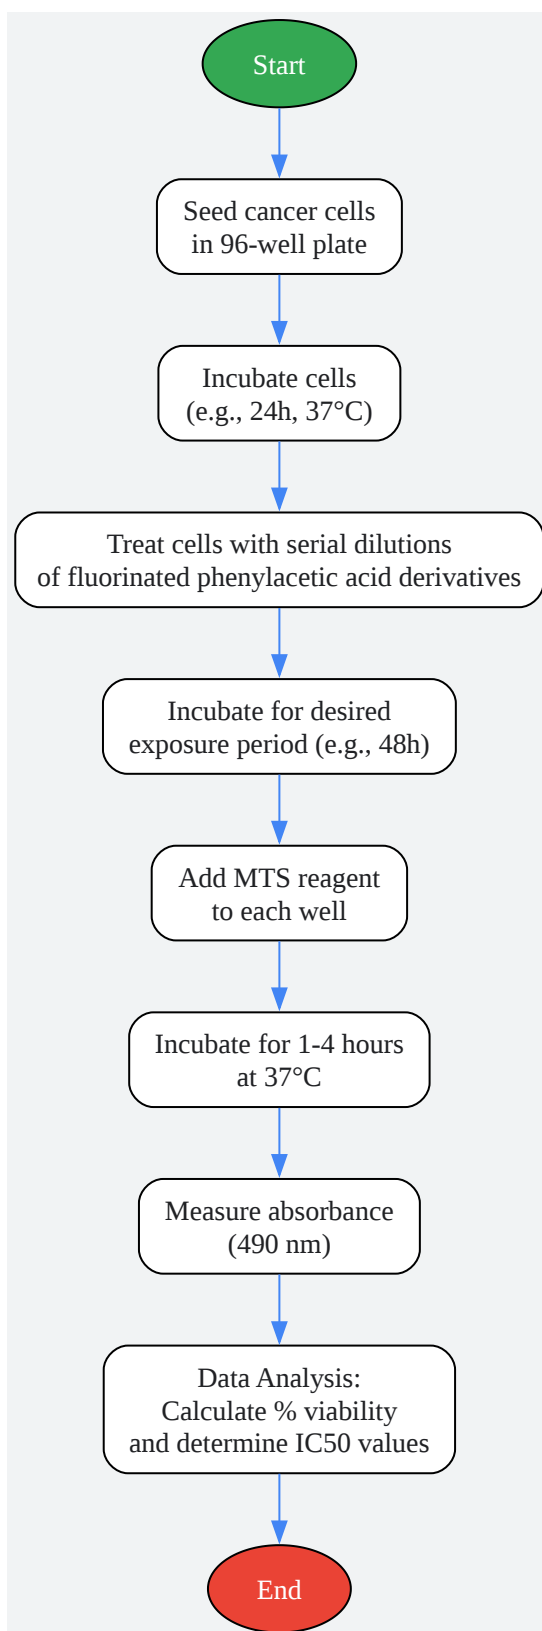 Start
Seed cancer cells
in 96-well plate
Incubate cells
(e.g., 24h, 37°C)
Treat cells with serial dilutions
of fluorinated phenylacetic acid derivatives
Incubate for desired
exposure period (e.g., 48h)
Add MTS reagent
to each well
Incubate for 1-4 hours
at 37°C
Measure absorbance
(490 nm)
Data Analysis:
Calculate % viability
and determine IC50 values
End